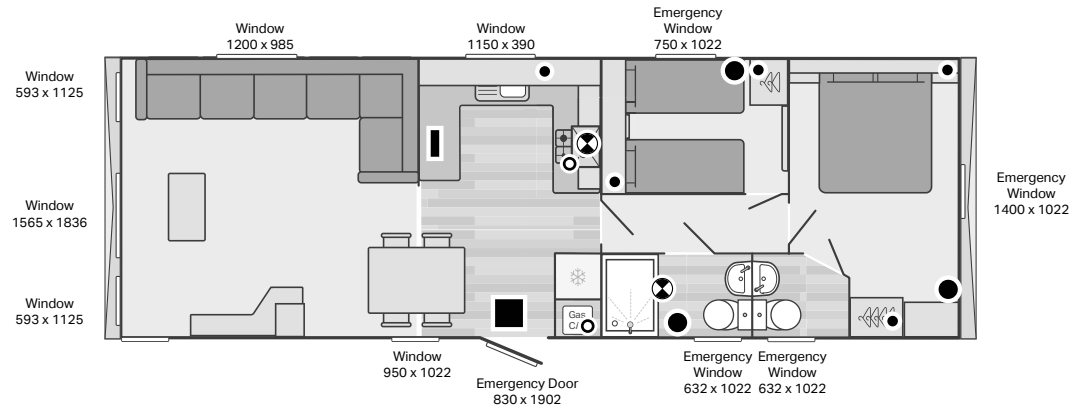 Emergency
Window
750 x 1022
Window
1200 x 985
Window
1150 x 390
Window
593 x 1125
Emergency
Window
1400 x 1022
Window
1565 x 1836
Window
593 x 1125
Gas
C/
Window
950 x 1022
Emergency
Window
632 x 1022
Emergency
Window
632 x 1022
Emergency Door
830 x 1902